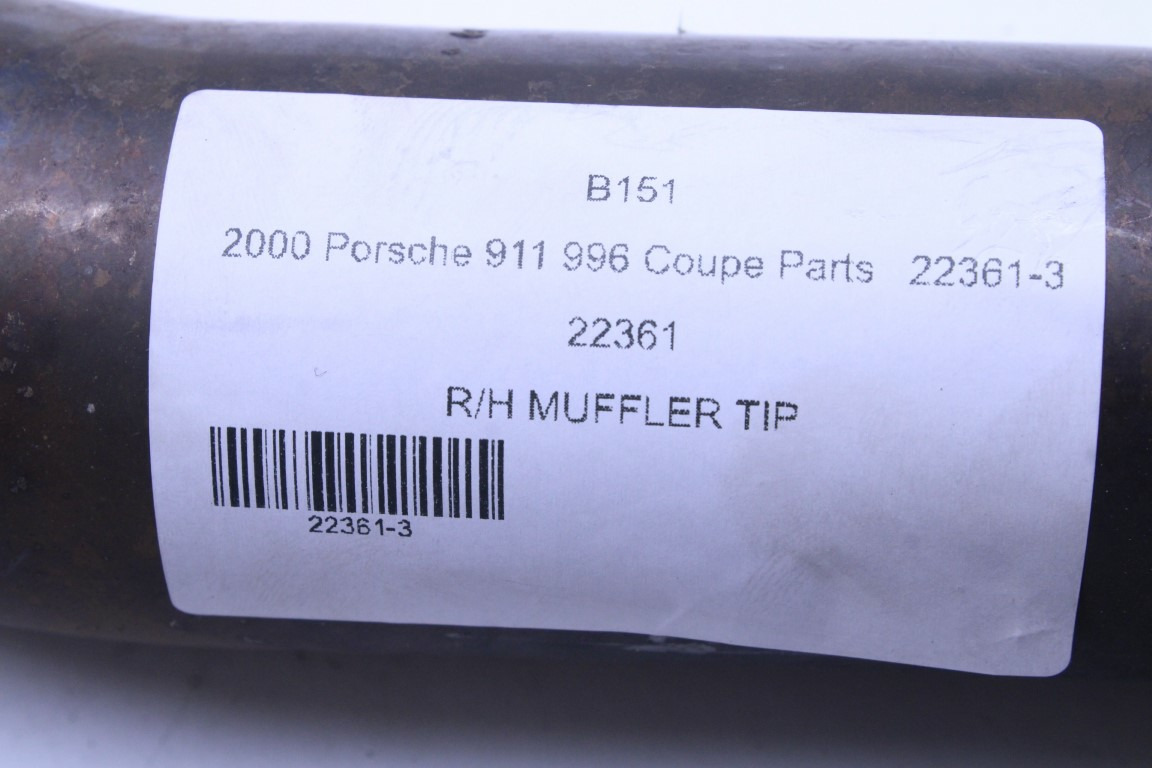 B151
2000 Porsche 911 996 Coupe Parts 22361-3
22361
R/H MUFFLER TIP
22361-3